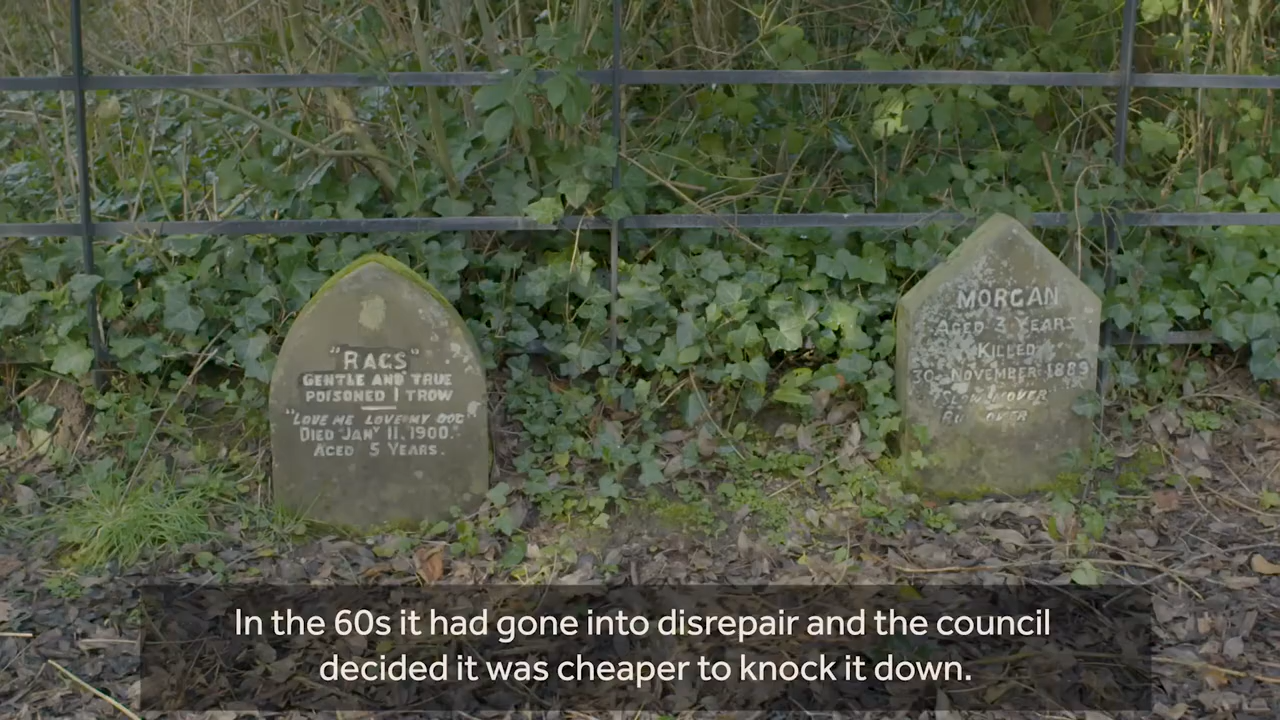 "RAGS"
GENTLE AND TRUE
POISONED I TROW
"LOVE ME LOVE MY DOG"
DIED JANY 11, 1900.
AGED 5 YEARS.
MORGAN
AGED 3 YEARS
KILLED
30 NOVEMBER 1889
OVER
In the 60s it had gone into disrepair and the council
decided it was cheaper to knock it down.